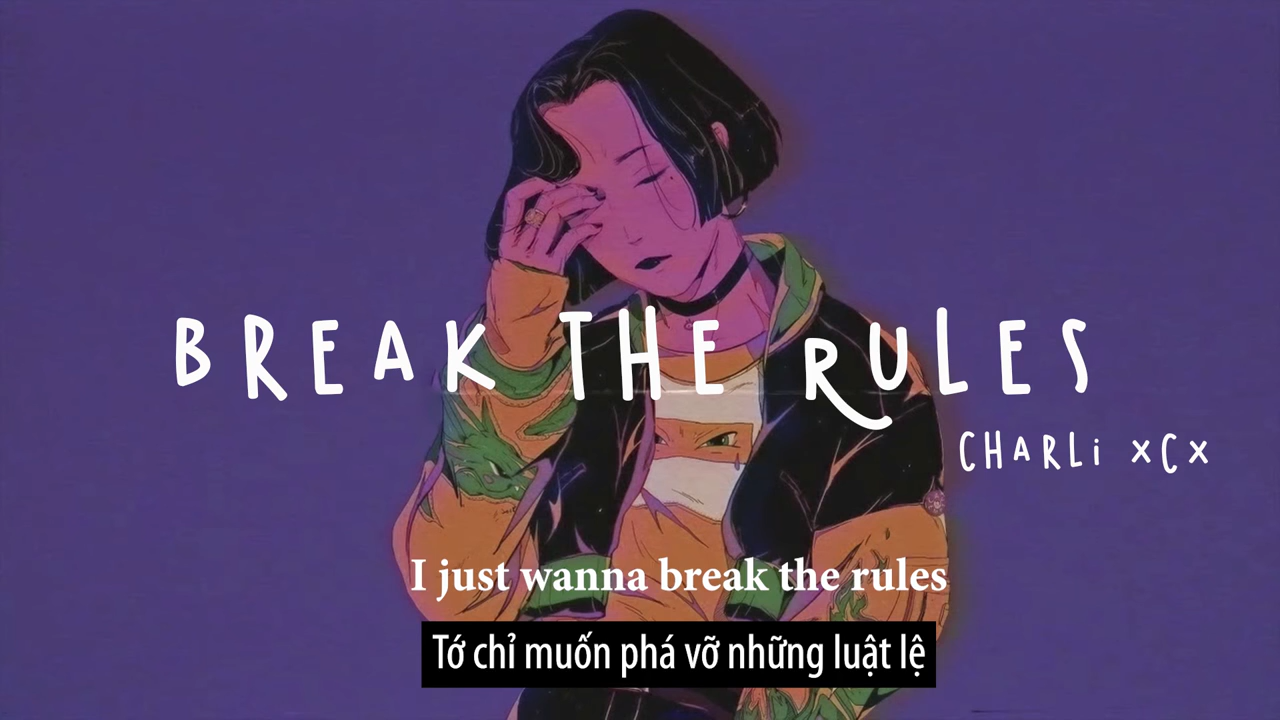 BREAK THE RULES
CHARLi XCX
I just wanna break the rules
Tớ chỉ muốn phá vỡ những luật lệ